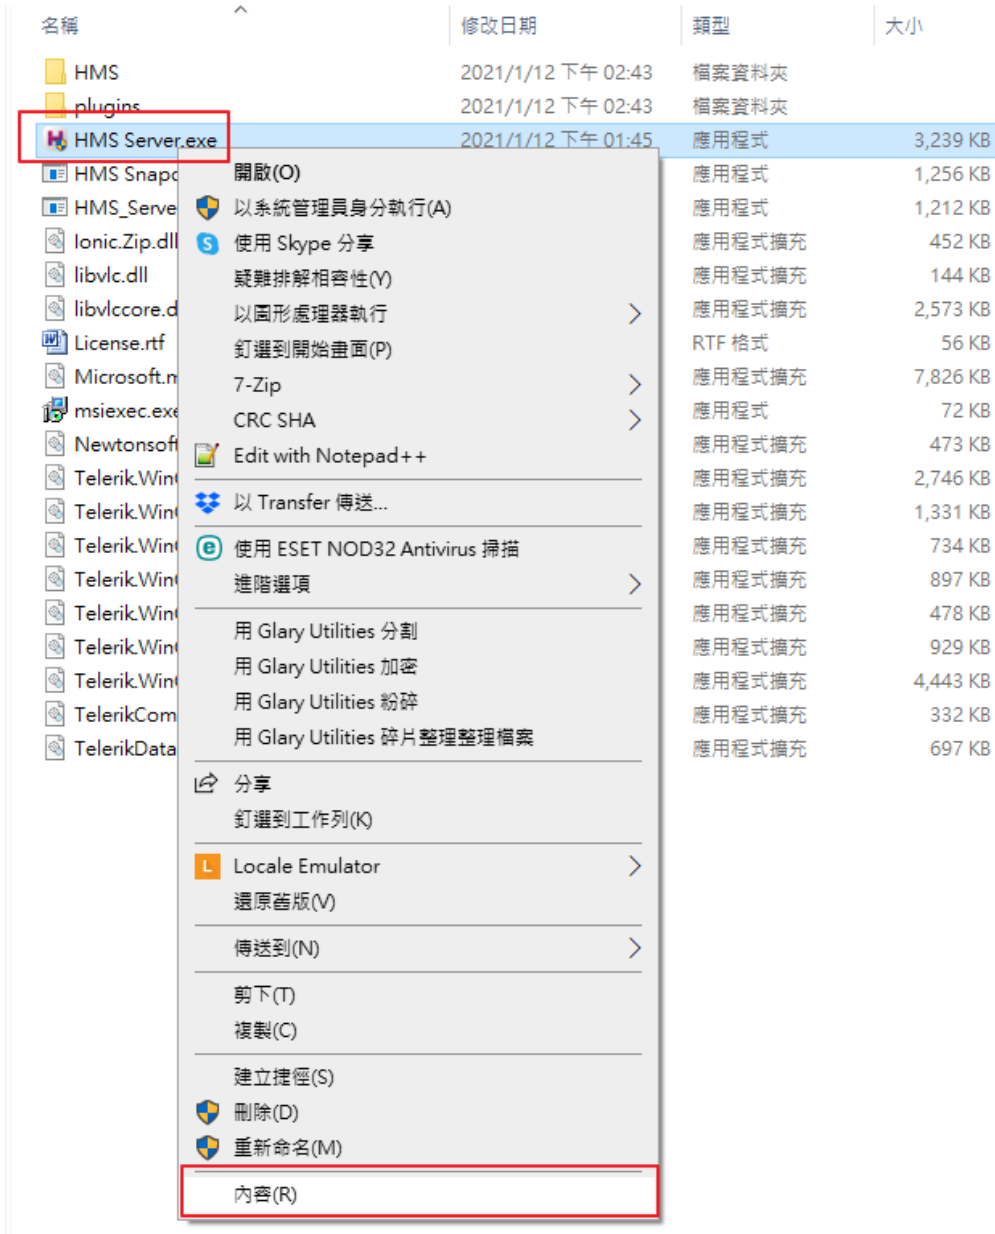 名稱 修改日期 類型 大小
HMS 2021/1/12 下午 02:43 檔案資料夾
plugins 2021/1/12 下午 02:43 檔案資料夾
HMS Server.exe 2021/1/12 下午 01:45 應用程式 3,239 KB
HMS Snap 應用程式 1,256 KB
HMS_Serve 應用程式 1,212 KB
Ionic.Zip.dll 應用程式擴充 452 KB
libvlc.dll 應用程式擴充 144 KB
libvlccore.d 應用程式擴充 2,573 KB
License.rtf RTF 格式 56 KB
Microsoft.m 應用程式擴充 7,826 KB
msiexec.exe 應用程式 72 KB
Newtonsoft 應用程式擴充 473 KB
Telerik.Win 應用程式擴充 2,746 KB
Telerik.Win 應用程式擴充 1,331 KB
Telerik.Win 應用程式擴充 734 KB
Telerik.Win 應用程式擴充 897 KB
Telerik.Win 應用程式擴充 478 KB
Telerik.Win 應用程式擴充 929 KB
Telerik.Win 應用程式擴充 4,443 KB
TelerikCom 應用程式擴充 332 KB
TelerikData 應用程式擴充 697 KB
開啟(O)
以系統管理員身分執行(A)
使用 Skype 分享
疑難排解相容性(Y)
以圖形處理器執行
釘選到開始畫面(P)
7-Zip
CRC SHA
Edit with Notepad++
以 Transfer 傳送...
使用 ESET NOD32 Antivirus 掃描
進階選項
用 Glary Utilities 分割
用 Glary Utilities 加密
用 Glary Utilities 粉碎
用 Glary Utilities 碎片整理整理檔案
分享
釘選到工作列(K)
Locale Emulator
還原舊版(V)
傳送到(N)
剪下(T)
複製(C)
建立捷徑(S)
刪除(D)
重新命名(M)
內容(R)